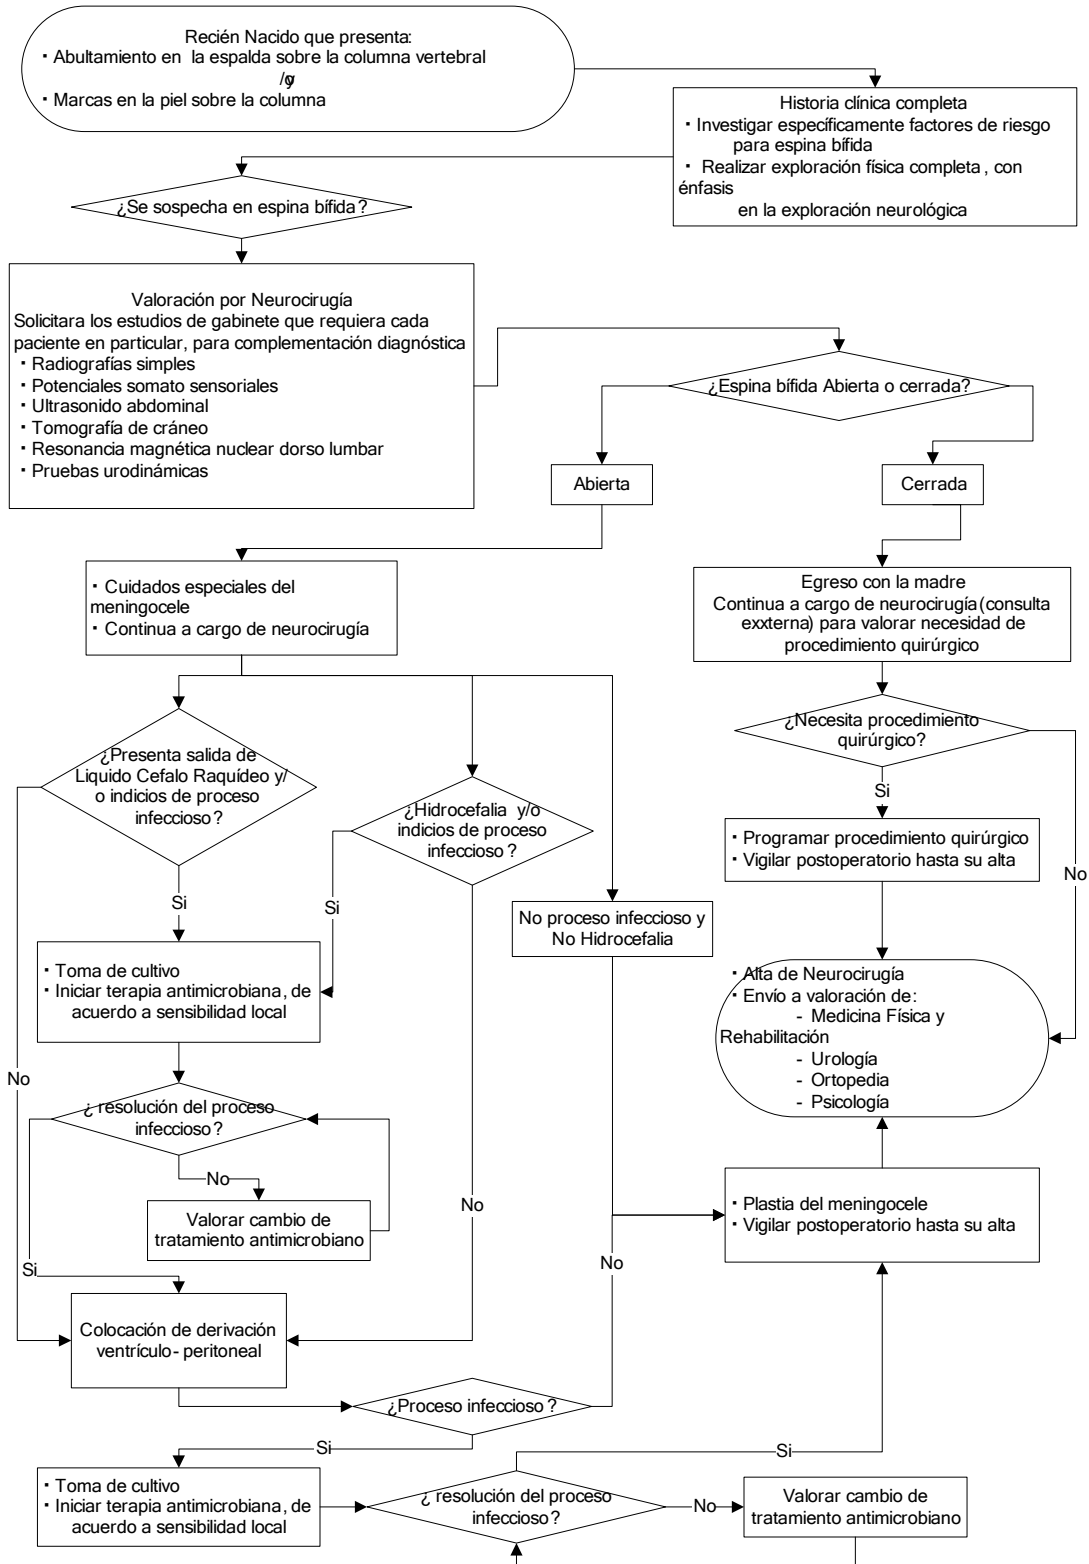 Recién Nacido que presenta:
· Abultamiento en la espalda sobre la columna vertebral
/o y
· Marcas en la piel sobre la columna
Historia clínica completa
· Investigar específicamente factores de riesgo
para espina bífida
· Realizar exploración física completa , con
énfasis
en la exploración neurológica
¿Se sospecha en espina bífida?
Valoración por Neurocirugía
Solicitara los estudios de gabinete que requiera cada
paciente en particular, para complementación diagnóstica
· Radiografías simples
· Potenciales somato sensoriales
· Ultrasonido abdominal
· Tomografía de cráneo
· Resonancia magnética nuclear dorso lumbar
· Pruebas urodinámicas
¿Espina bífida Abierta o cerrada?
Abierta
Cerrada
· Cuidados especiales del
meningocele
· Continua a cargo de neurocirugía
Egreso con la madre
Continua a cargo de neurocirugía (consulta
exxterna) para valorar necesidad de
procedimiento quirúrgico
¿Necesita procedimiento
quirúrgico?
Si
No
· Programar procedimiento quirúrgico
· Vigilar postoperatorio hasta su alta
¿Presenta salida de
Liquido Cefalo Raquídeo y/
o indicios de proceso
infeccioso?
¿Hidrocefalia y/o
indicios de proceso
infeccioso?
Si
Si
No proceso infeccioso y
No Hidrocefalia
· Toma de cultivo
· Iniciar terapia antimicrobiana, de
acuerdo a sensibilidad local
· Alta de Neurocirugía
· Envío a valoración de:
- Medicina Física y
Rehabilitación
- Urología
- Ortopedia
- Psicología
No
¿ resolución del proceso
infeccioso?
No
Valorar cambio de
tratamiento antimicrobiano
No
· Plastia del meningocele
· Vigilar postoperatorio hasta su alta
Si
No
Colocación de derivación
ventrículo- peritoneal
¿Proceso infeccioso ?
Si
Si
· Toma de cultivo
· Iniciar terapia antimicrobiana, de
acuerdo a sensibilidad local
¿ resolución del proceso
infeccioso?
No
Valorar cambio de
tratamiento antimicrobiano